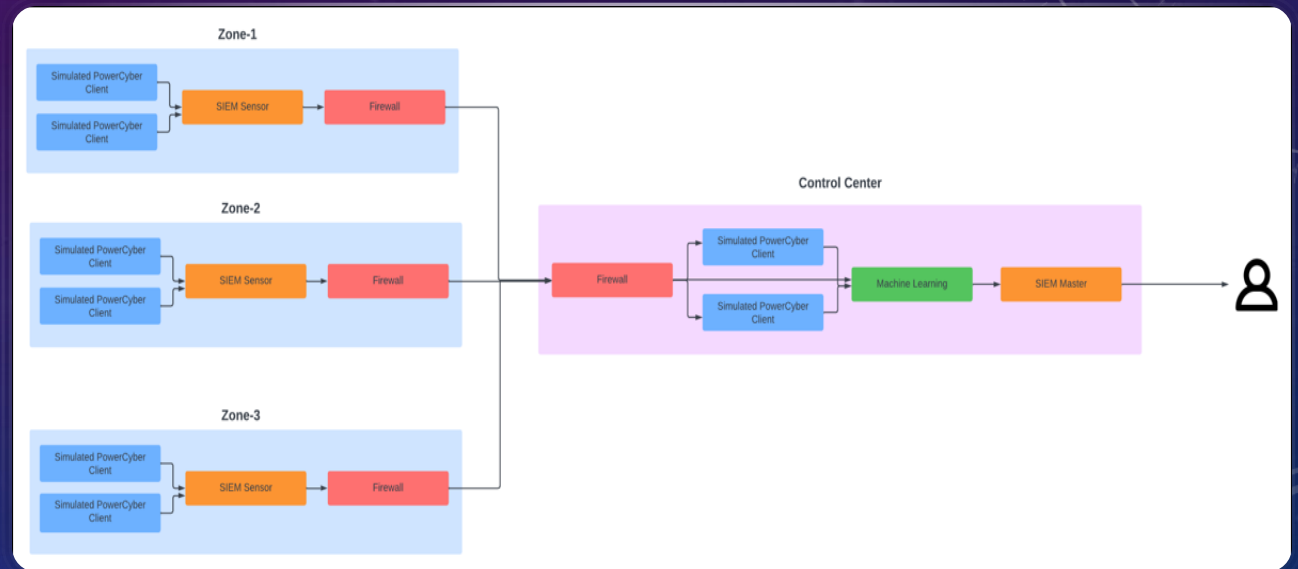 Zone-1
Simulated PowerCyber
Client
Simulated PowerCyber
Client
SIEM Sensor
Firewall
Zone-2
Simulated PowerCyber
Client
Simulated PowerCyber
Client
SIEM Sensor
Firewall
Zone-3
Simulated PowerCyber
Client
Simulated PowerCyber
Client
SIEM Sensor
Firewall
Control Center
Firewall
Simulated PowerCyber
Client
Simulated PowerCyber
Client
Machine Learning
SIEM Master